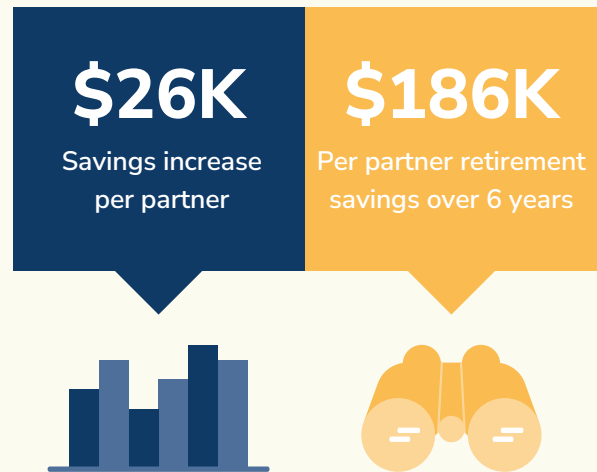 $26K
Savings increase
per partner
$186K
Per partner retirement
savings over 6 years